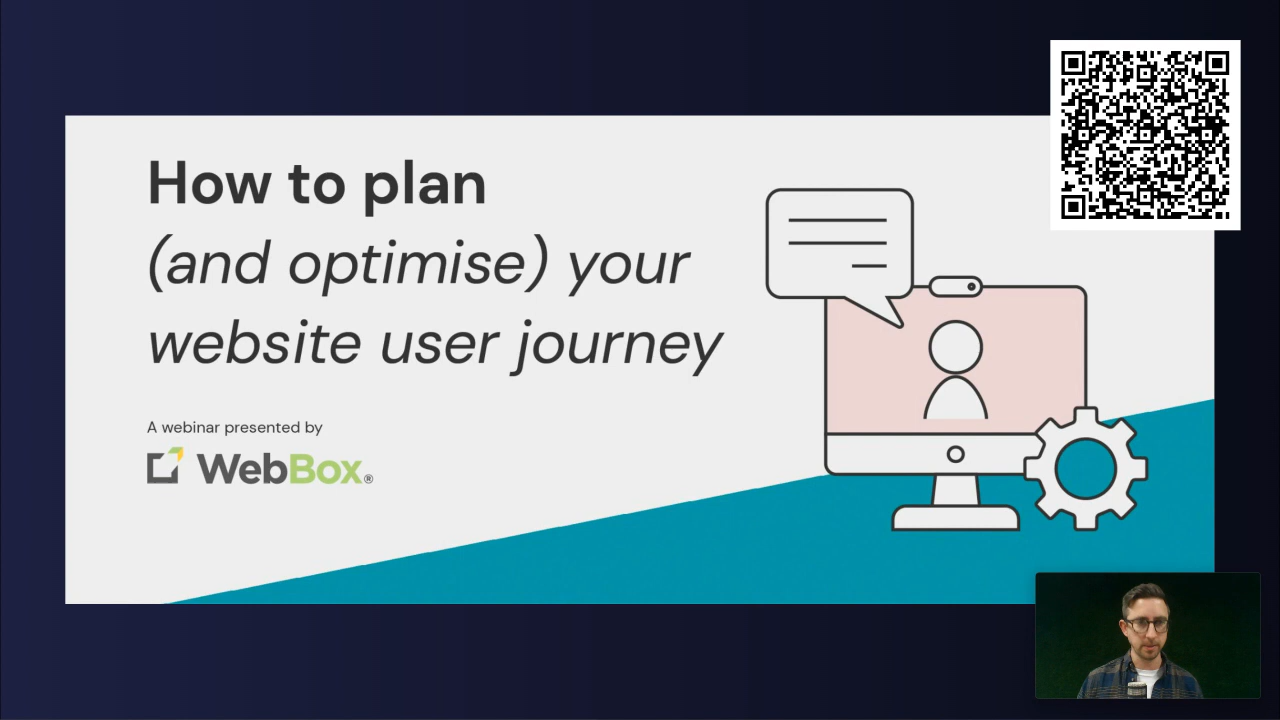 How to plan
(and optimise) your
website user journey
A webinar presented by
WebBox®